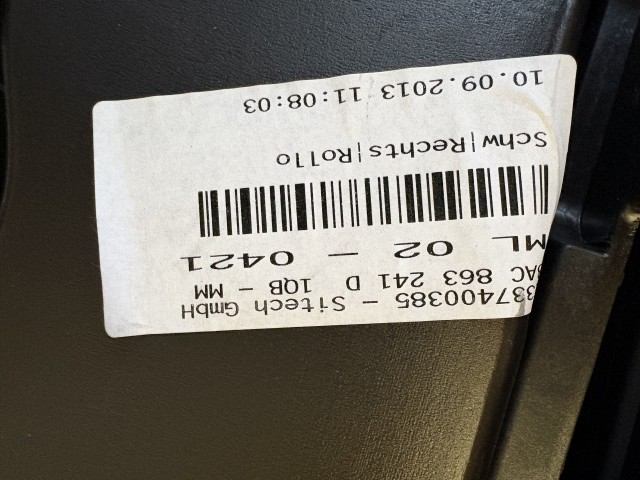 337400385 - Sitech GmbH
3AC 863 241 D 1QB - MM
ML 02 - 0421
Schw|Rechts|Rollo
10.09.2013 11:08:03